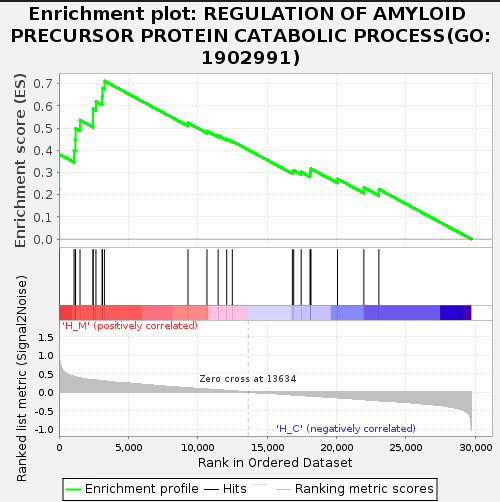 Enrichment plot: REGULATION OF AMYLOID
PRECURSOR PROTEIN CATABOLIC PROCESS(GO:
1902991)
Enrichment score (ES)
0.7
0.6
0.5
0.4
0.3
0.2
0.1
0.0
'H_M' (positively correlated)
Ranked list metric (Signal2Noise)
1.5
1.0
0.5
0.0
-0.5
-1.0
Zero cross at 13634
'H_C' (negatively correlated)
0 5,000 10,000 15,000 20,000 25,000 30,000
Rank in Ordered Dataset
Enrichment profile Hits Ranking metric scores